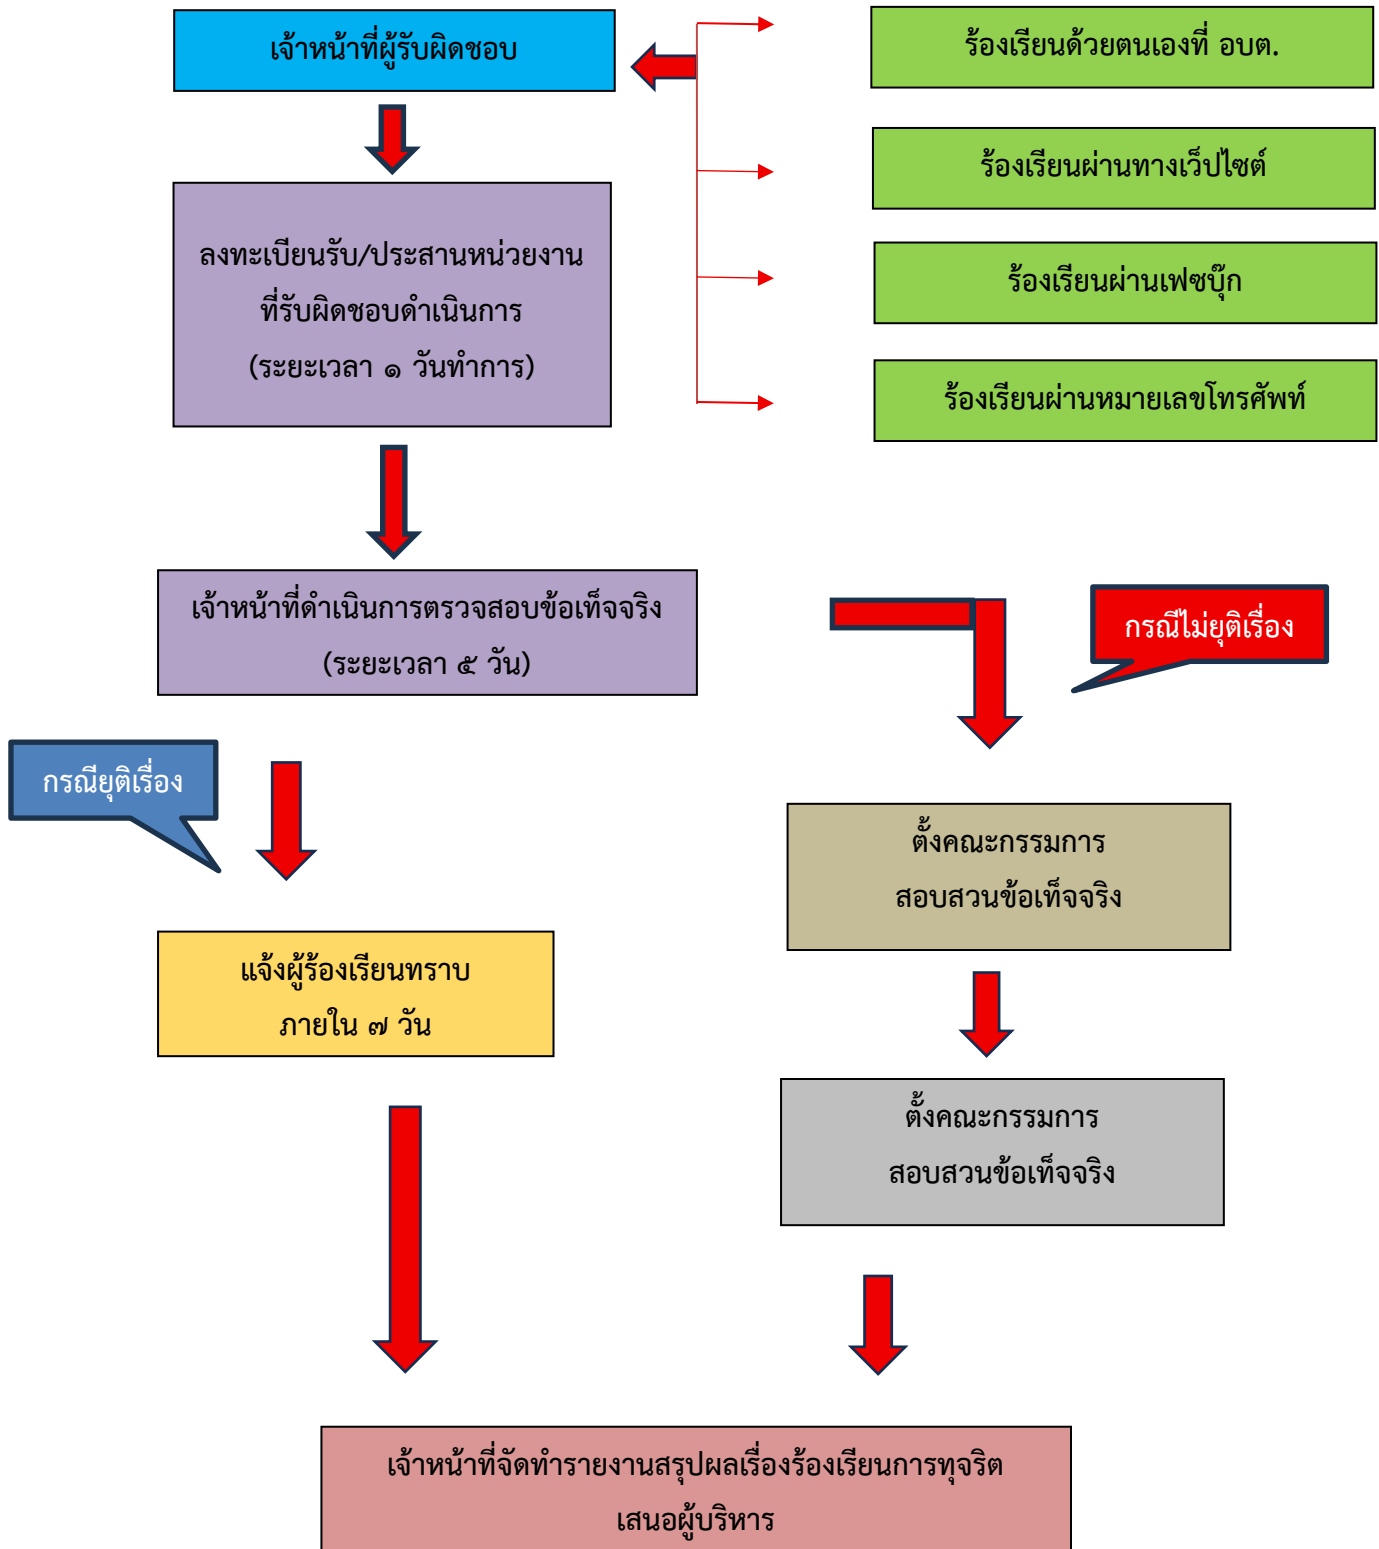 เจ้าหน้าที่ผู้รับผิดชอบ
ร้องเรียนด้วยตนเองที่ อบต.
ร้องเรียนผ่านทางเว็ปไซต์
ร้องเรียนผ่านเฟซบุ๊ก
ร้องเรียนผ่านหมายเลขโทรศัพท์
ลงทะเบียนรับ/ประสานหน่วยงาน
ที่รับผิดชอบดำเนินการ
(ระยะเวลา ๑ วันทำการ)
เจ้าหน้าที่ดำเนินการตรวจสอบข้อเท็จจริง
(ระยะเวลา ๕ วัน)
กรณีไม่ยุติเรื่อง
กรณียุติเรื่อง
ตั้งคณะกรรมการ
สอบสวนข้อเท็จจริง
แจ้งผู้ร้องเรียนทราบ
ภายใน ๗ วัน
ตั้งคณะกรรมการ
สอบสวนข้อเท็จจริง
เจ้าหน้าที่จัดทำรายงานสรุปผลเรื่องร้องเรียนการทุจริต
เสนอผู้บริหาร